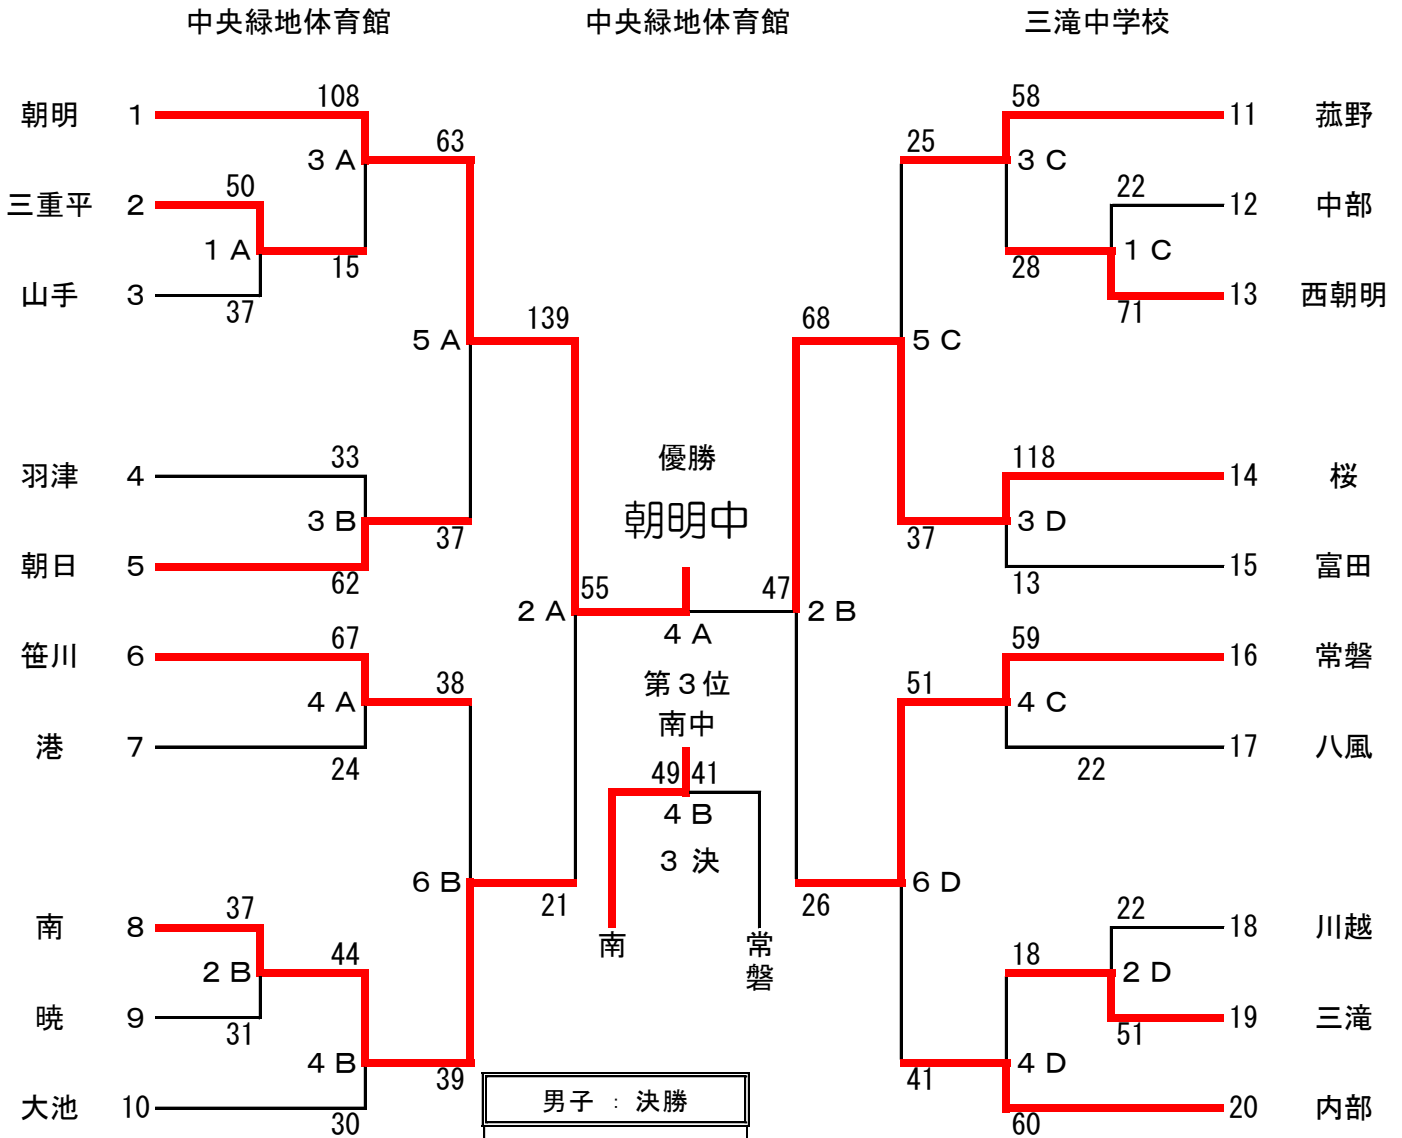 中央緑地体育館 中央緑地体育館 三滝中学校
108 58
朝明 1 11 菰野
63 25
3 A 3 C
50 22
三重平 2 12 中部
1 A 1 C
15 28
山手 3 13 西朝明
37 71
139 68
5 A 5 C
33 優勝 118
羽津 4 14 桜
3 B 朝明中 3 D
37 37
朝日 5 15 富田
62 55 47 13
2 A 2 B
4 A
67 59
笹川 6 16 常磐
38 第3位 51
4 A 南中 4 C
港 7 17 八風
24 49 41 22
4 B
3 決
6 B 6 D
37 21 26 22
南 8 18 川越
44 南 常磐 18
2 B 2 D
暁 9 19 三滝
31 51
4 B 4 D
39 41
男子 : 決勝
大池 10 20 内部
30 60